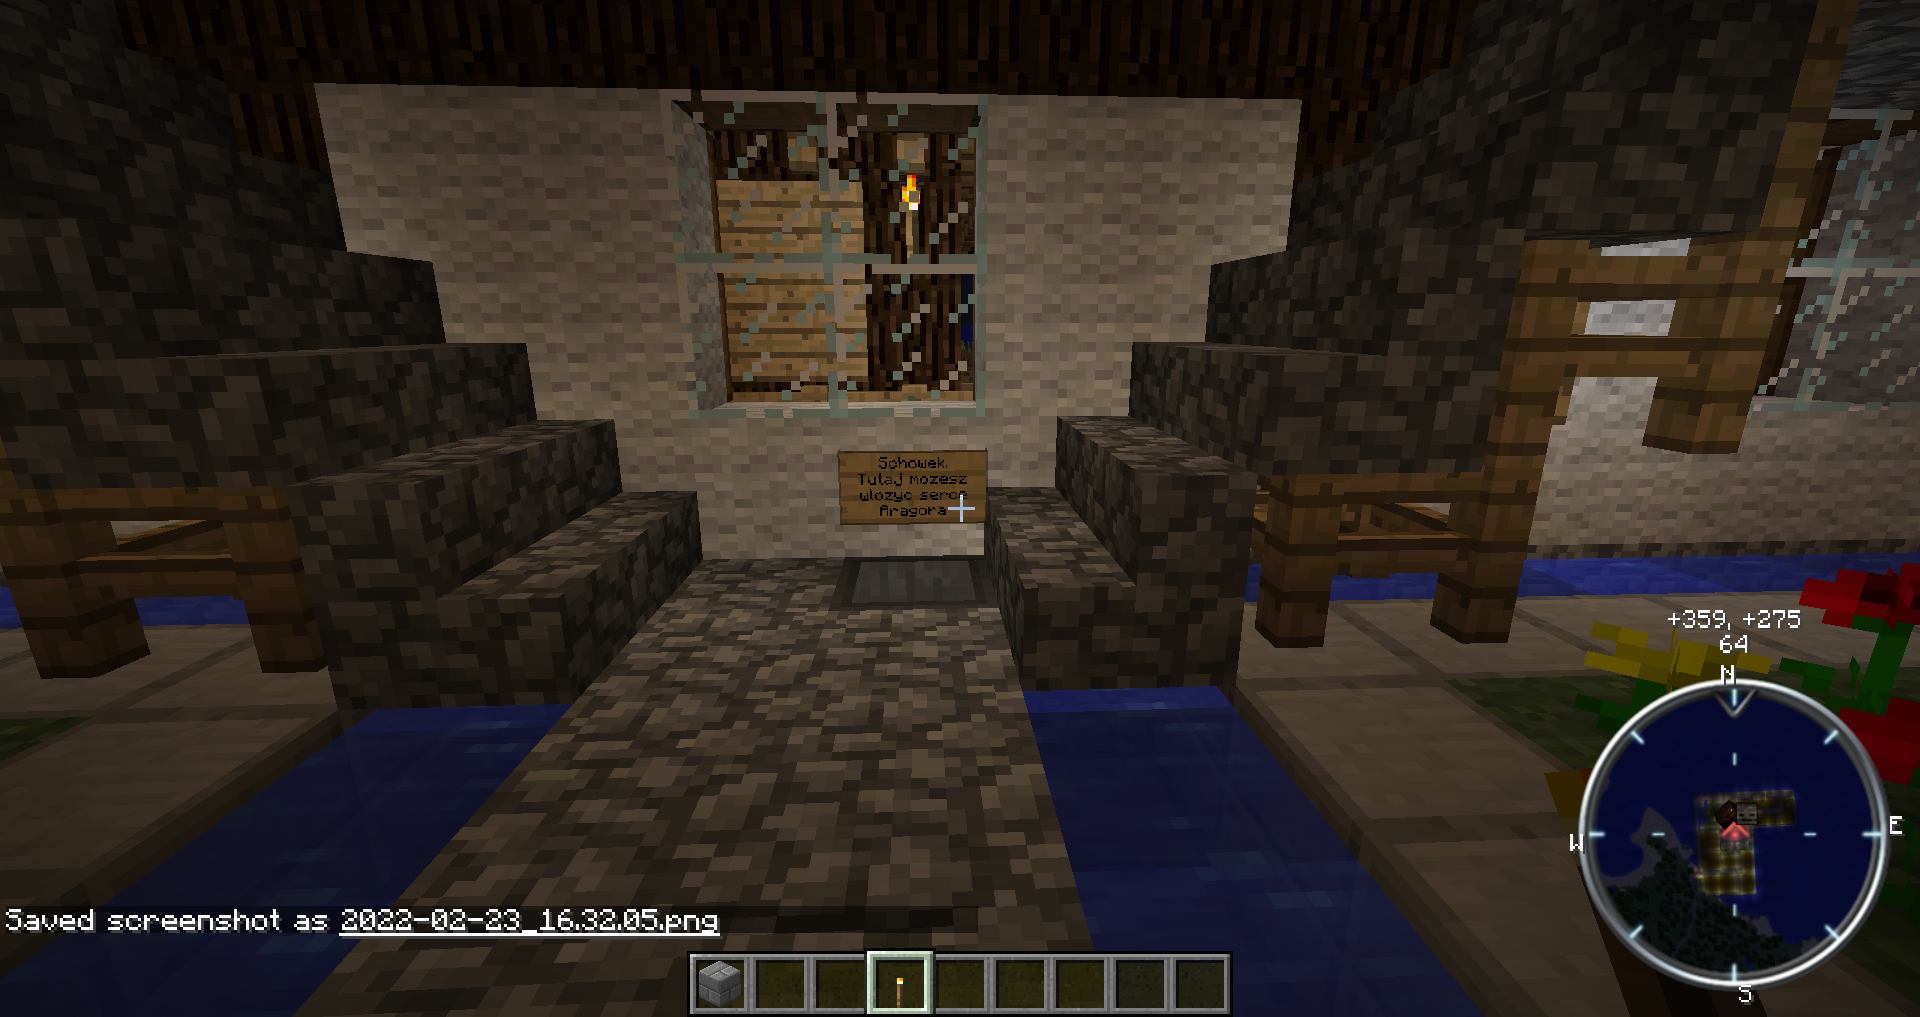 Schowek.
Tutaj mozesz
wlozyc serce
Aragora
+359, +275
64
N
E
W
S
Saved screenshot as 2022-02-23_16.32.05.png